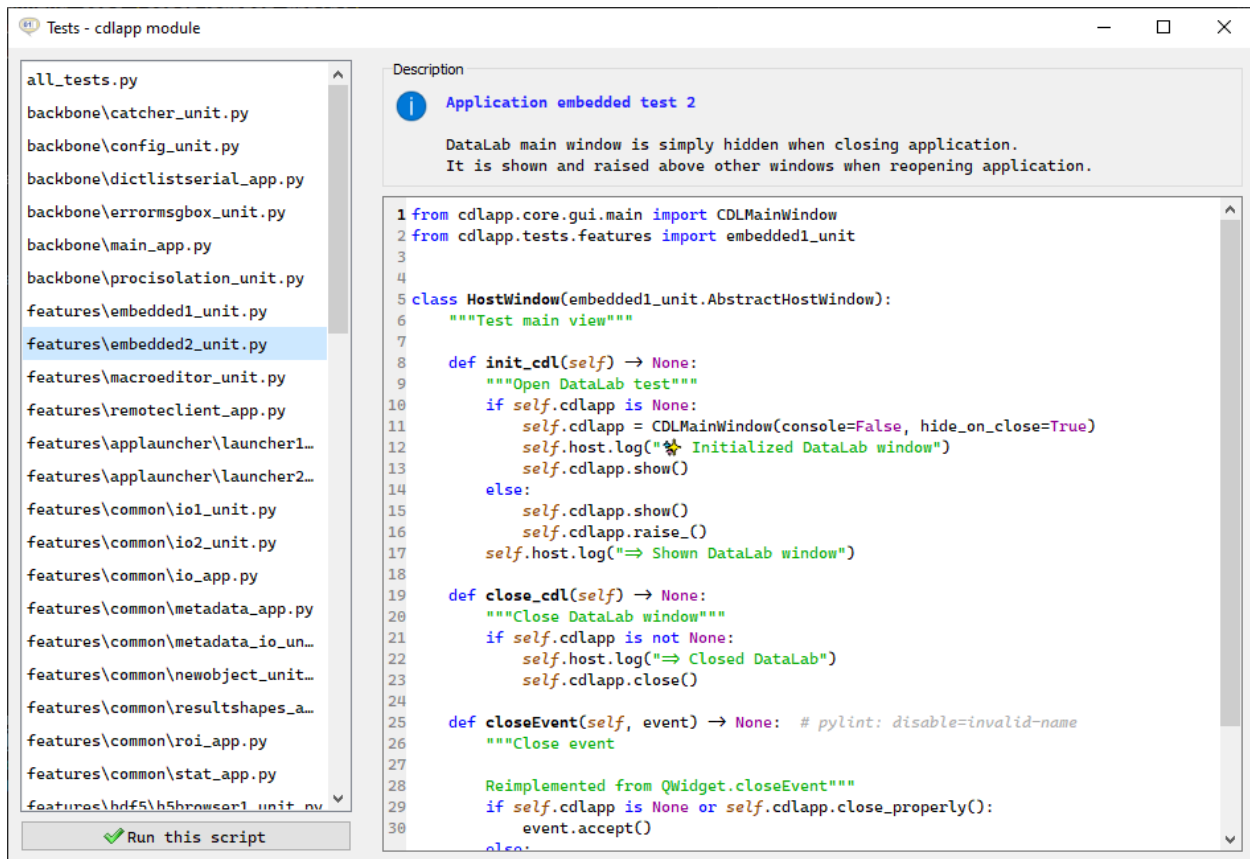 Tests - cdlapp module
all_tests.py
backbone\catcher_unit.py
backbone\config_unit.py
backbone\dictlistserial_app.py
backbone\errormsgbox_unit.py
backbone\main_app.py
backbone\procisolation_unit.py
features\embedded1_unit.py
features\embedded2_unit.py
features\macroeditor_unit.py
features\remoteclient_app.py
features\applauncher\launcher1…
features\applauncher\launcher2…
features\common\io1_unit.py
features\common\io2_unit.py
features\common\io_app.py
features\common\metadata_app.py
features\common\metadata_io_un…
features\common\newobject_unit…
features\common\resultshapes_a…
features\common\roi_app.py
features\common\stat_app.py
features\hdf5\h5browser1_unit.py
Run this script
Description
Application embedded test 2
DataLab main window is simply hidden when closing application.
It is shown and raised above other windows when reopening application.
1 from cdlapp.core.gui.main import CDLMainWindow
2 from cdlapp.tests.features import embedded1_unit
3
4
5 class HostWindow(embedded1_unit.AbstractHostWindow):
6     """Test main view"""
7
8     def init_cdl(self) → None:
9         """Open DataLab test"""
10         if self.cdlapp is None:
11             self.cdlapp = CDLMainWindow(console=False, hide_on_close=True)
12             self.host.log("✨ Initialized DataLab window")
13             self.cdlapp.show()
14         else:
15             self.cdlapp.show()
16             self.cdlapp.raise_()
17         self.host.log("⇒ Shown DataLab window")
18
19     def close_cdl(self) → None:
20         """Close DataLab window"""
21         if self.cdlapp is not None:
22             self.host.log("⇒ Closed DataLab")
23             self.cdlapp.close()
24
25     def closeEvent(self, event) → None:  # pylint: disable=invalid-name
26         """Close event
27
28         Reimplemented from QWidget.closeEvent"""
29         if self.cdlapp is None or self.cdlapp.close_properly():
30             event.accept()
else: